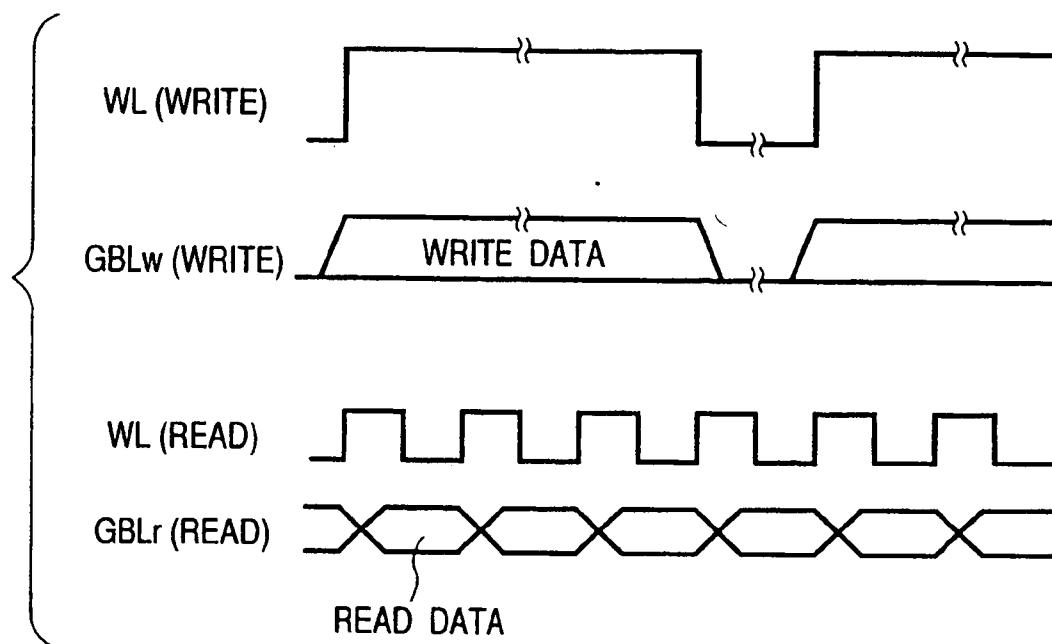 WL (WRITE)
GBLw (WRITE)
WRITE DATA
WL (READ)
GBLr (READ)
READ DATA